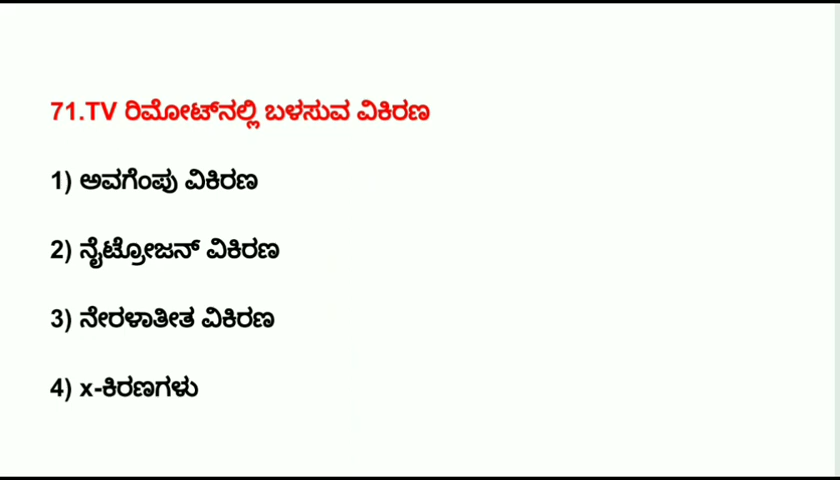 71.TV ರಿಮೋಟ್‌ನಲ್ಲಿ ಬಳಸುವ ವಿಕಿರಣ
1) ಅವಗೆಂಪು ವಿಕಿರಣ
2) ನೈಟ್ರೋಜನ್ ವಿಕಿರಣ
3) ನೇರಳಾತೀತ ವಿಕಿರಣ
4) x-ಕಿರಣಗಳು